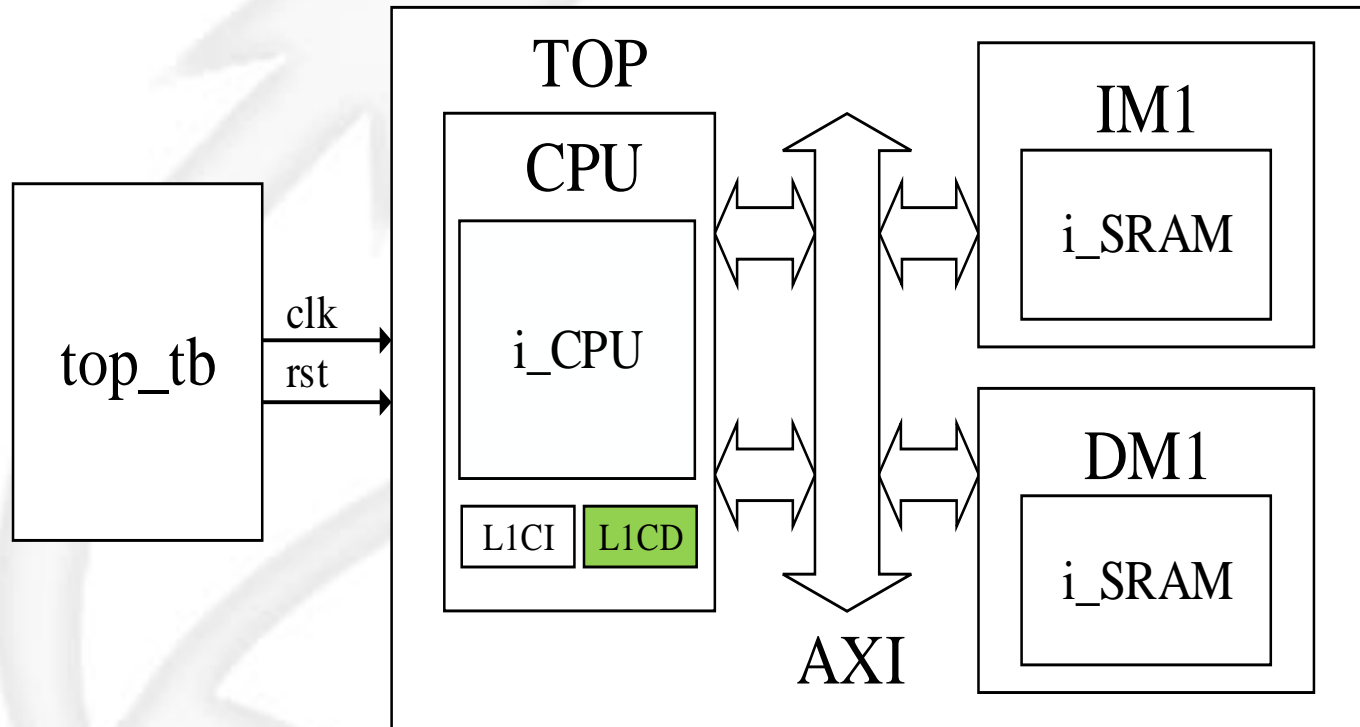 top_tb
clk
rst
TOP
CPU
i_CPU
L1CI
L1CD
AXI
IM1
i_SRAM
DM1
i_SRAM